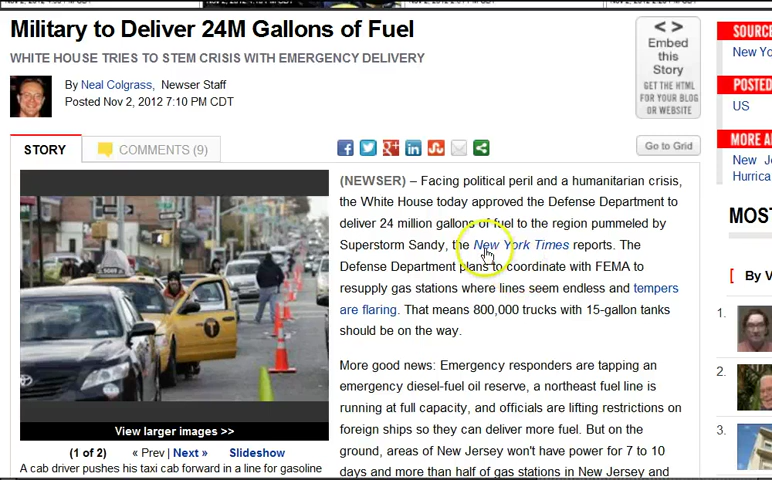 Military to Deliver 24M Gallons of Fuel
WHITE HOUSE TRIES TO STEM CRISIS WITH EMERGENCY DELIVERY
By Neal Colgrass, Newser Staff
Posted Nov 2, 2012 7:10 PM CDT
< >
Embed
this
Story
GET THE HTML
FOR YOUR BLOG
OR WEBSITE
STORY
COMMENTS (9)
Go to Grid
(NEWSER) – Facing political peril and a humanitarian crisis,
the White House today approved the Defense Department to
deliver 24 million gallons of fuel to the region pummeled by
Superstorm Sandy, the New York Times reports. The
Defense Department plans to coordinate with FEMA to
resupply gas stations where lines seem endless and tempers
are flaring. That means 800,000 trucks with 15-gallon tanks
should be on the way.
More good news: Emergency responders are tapping an
emergency diesel-fuel oil reserve, a northeast fuel line is
running at full capacity, and officials are lifting restrictions on
foreign ships so they can deliver more fuel. But on the
ground, areas of New Jersey won't have power for 7 to 10
days and more than half of gas stations in New Jersey and
View larger images >>
(1 of 2) « Prev | Next » Slideshow
A cab driver pushes his taxi cab forward in a line for gasoline
SOURC
New Yo
POSTED
US
MORE A
New J
Hurrica
MOS
[ By V
1.
2.
3.